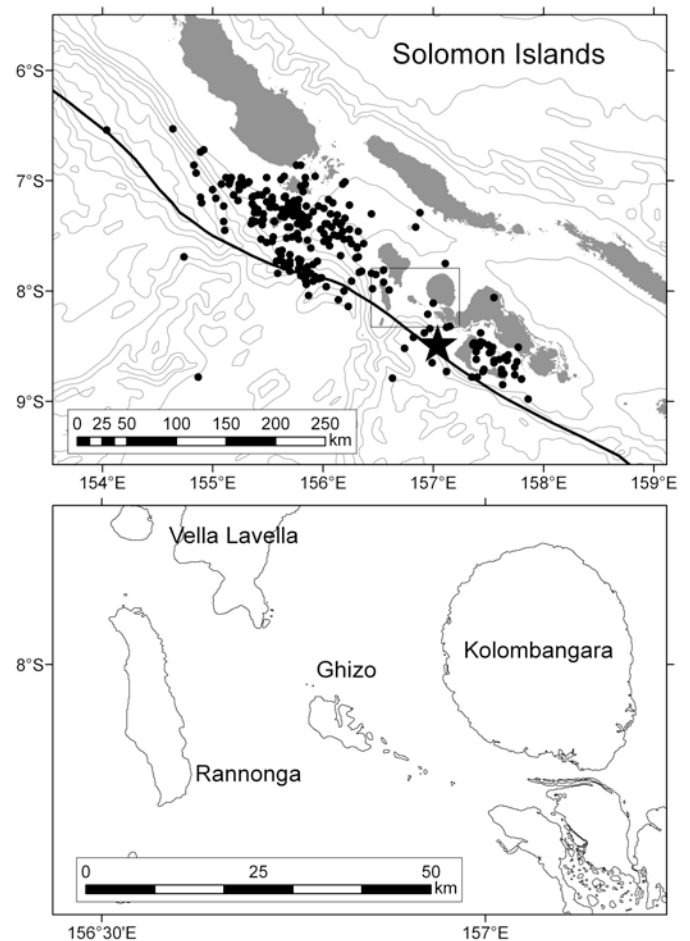 Solomon Islands
6°S
7°S
8°S
9°S
0 25 50 100 150 200 250
km
154°E 155°E 156°E 157°E 158°E 159°E
Vella Lavella
Kolombangara
8°S
Ghizo
Rannonga
0 25 50
km
156°30'E 157°E